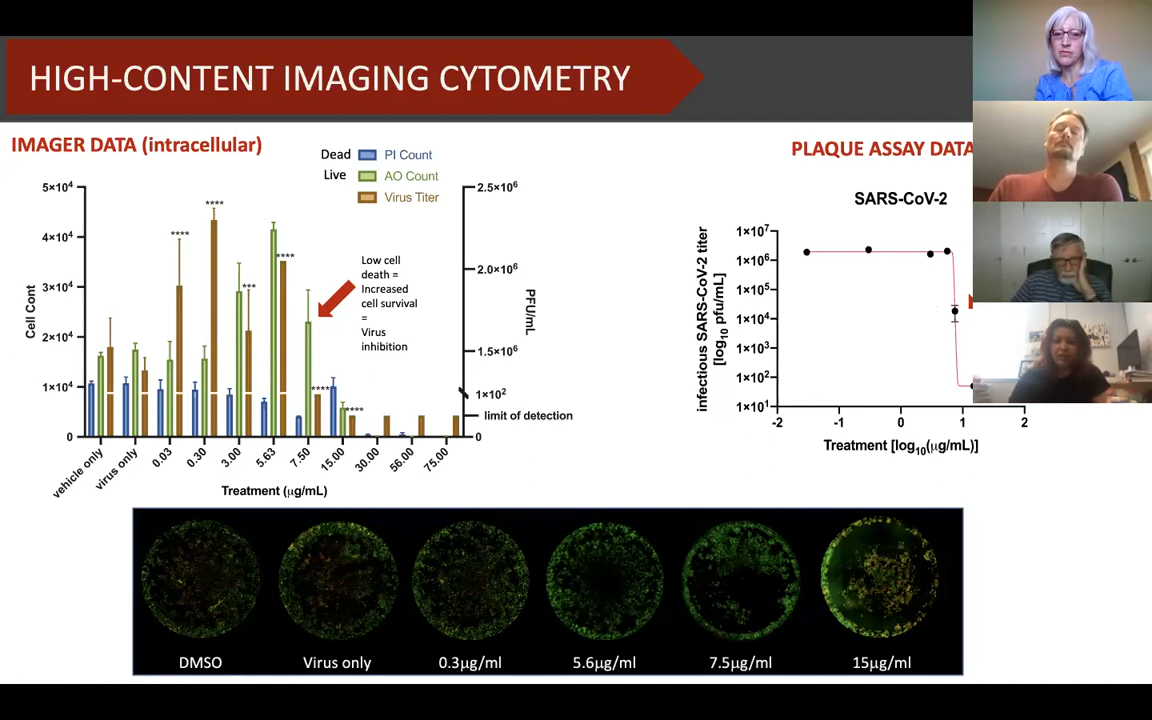 HIGH-CONTENT IMAGING CYTOMETRY
IMAGER DATA (intracellular)
Dead
Live
PI Count
AO Count
Virus Titer
5×10⁴
4×10⁴
3×10⁴
2×10⁴
1×10⁴
0
Cell Cont
2.5×10⁶
2.0×10⁶
1.5×10⁶
1×10²
limit of detection
0
PFU/mL
****
****
***
****
****
****
Low cell
death =
Increased
cell survival
=
Virus
inhibition
vehicle only
virus only
0.03
0.30
3.00
5.63
7.50
15.00
30.00
56.00
75.00
Treatment (μg/mL)
PLAQUE ASSAY DATA
SARS-CoV-2
infectious SARS-CoV-2 titer
[log₁₀ pfu/mL]
1×10⁷
1×10⁶
1×10⁵
1×10⁴
1×10³
1×10²
1×10¹
-2
-1
0
1
2
Treatment [log₁₀(μg/mL)]
DMSO
Virus only
0.3μg/ml
5.6μg/ml
7.5μg/ml
15μg/ml